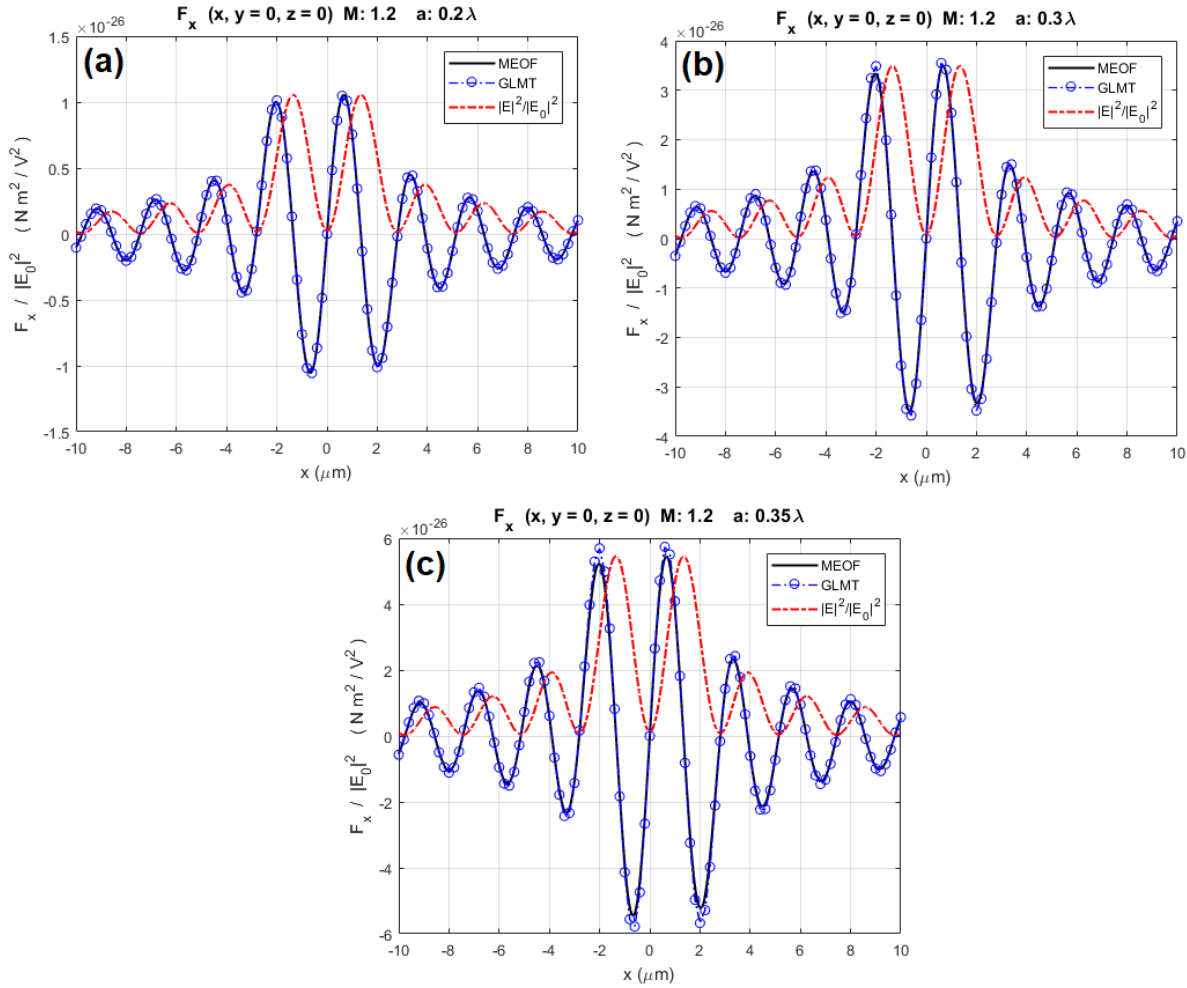 F_x (x, y = 0, z = 0) M: 1.2 a: 0.2λ
×10^-26
(a)
MEOF
GLMT
|E|^2/|E_0|^2
1.5
1
0.5
0
-0.5
-1
-1.5
F_x / |E_0|^2 ( N m^2 / V^2 )
-10 -8 -6 -4 -2 0 2 4 6 8 10
x (μm)
F_x (x, y = 0, z = 0) M: 1.2 a: 0.3λ
×10^-26
(b)
MEOF
GLMT
|E|^2/|E_0|^2
4
3
2
1
0
-1
-2
-3
-4
F_x / |E_0|^2 ( N m^2 / V^2 )
-10 -8 -6 -4 -2 0 2 4 6 8 10
x (μm)
F_x (x, y = 0, z = 0) M: 1.2 a: 0.35λ
×10^-26
(c)
MEOF
GLMT
|E|^2/|E_0|^2
6
4
2
0
-2
-4
-6
F_x / |E_0|^2 ( N m^2 / V^2 )
-10 -8 -6 -4 -2 0 2 4 6 8 10
x (μm)